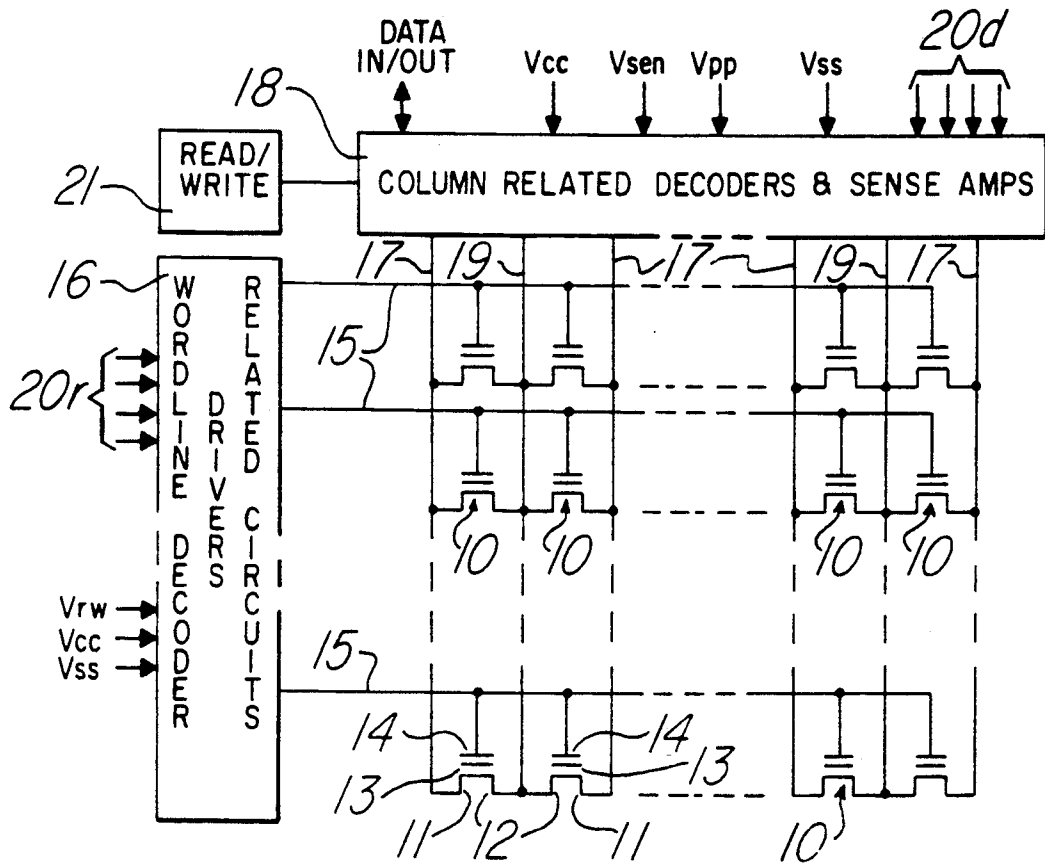 DATA
IN/OUT
Vcc Vsen Vpp Vss 20d
18
READ/
WRITE
21
COLUMN RELATED DECODERS & SENSE AMPS
17 19 17 19 17
16
WORD LINE DECODER
DRIVERS
RELATED CIRCUITS
15
20r
10 10 10 10
Vrw
Vcc
Vss
15
14 14
13 13
11 12 11 10